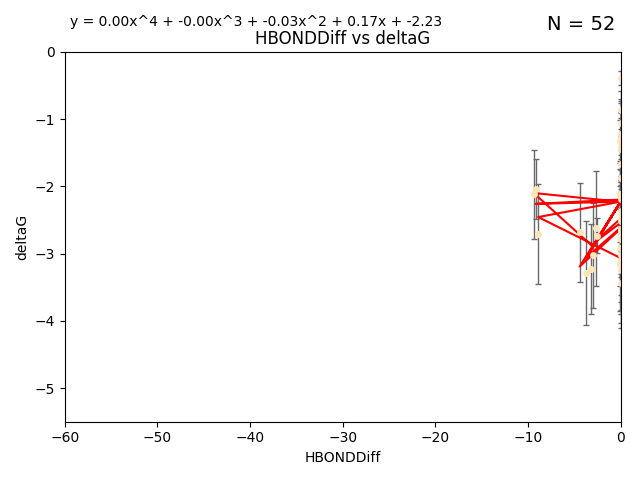 y = 0.00x^4 + -0.00x^3 + -0.03x^2 + 0.17x + -2.23
N = 52
HBONDDiff vs deltaG
0
−1
−2
−3
−4
−5
deltaG
−60
−50
−40
−30
−20
−10
0
HBONDDiff